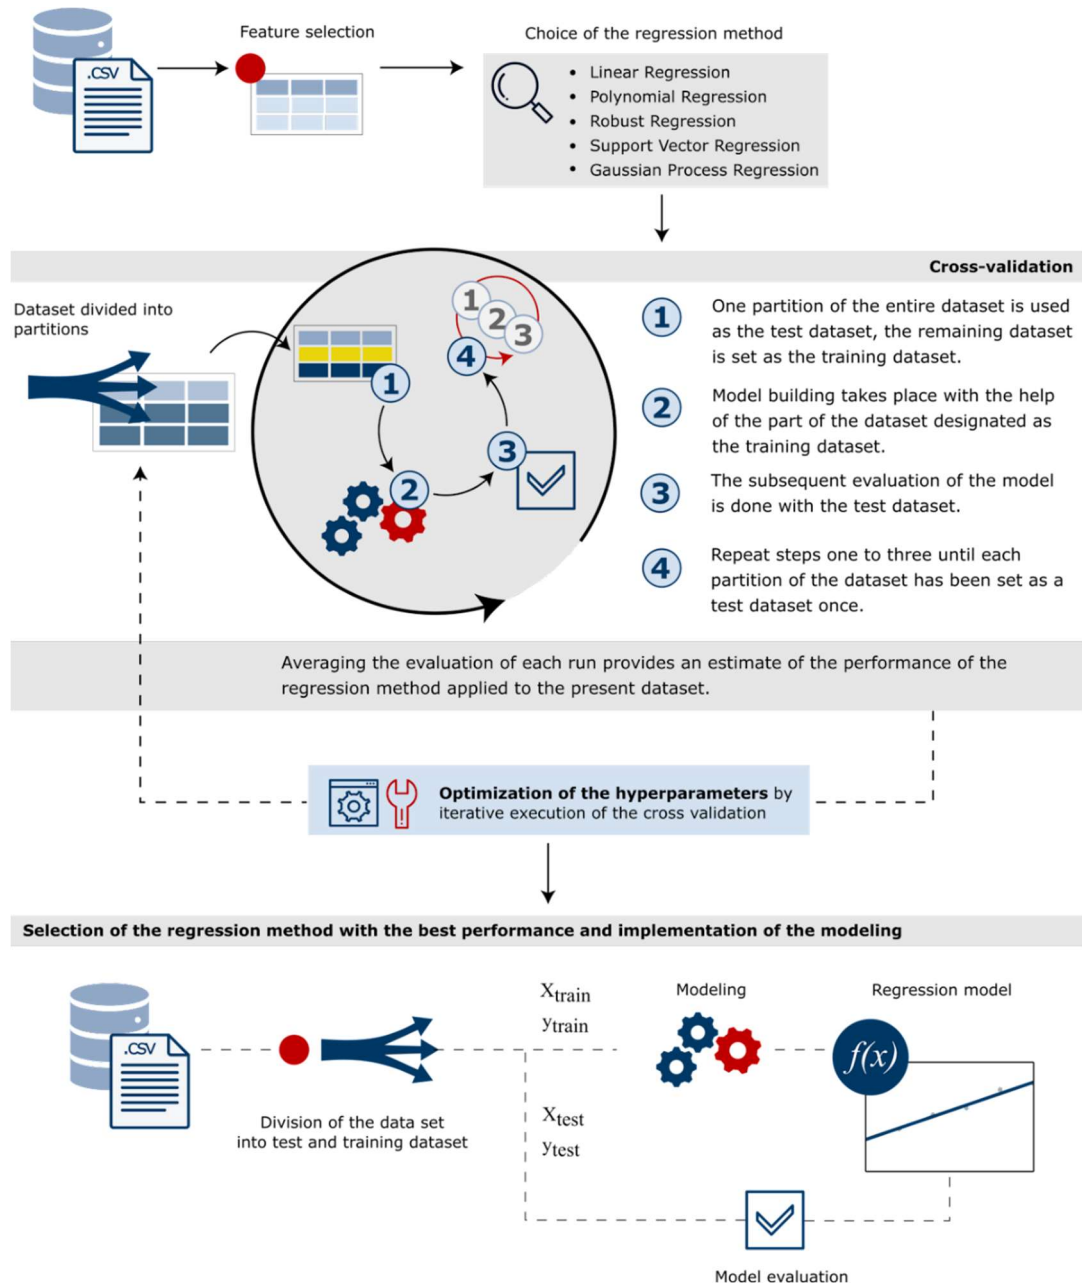 Feature selection
Choice of the regression method
.CSV
• Linear Regression
• Polynomial Regression
• Robust Regression
• Support Vector Regression
• Gaussian Process Regression
Cross-validation
Dataset divided into
partitions
1
2
3
4
1
2
3
1
One partition of the entire dataset is used
as the test dataset, the remaining dataset
is set as the training dataset.
2
Model building takes place with the help
of the part of the dataset designated as
the training dataset.
3
The subsequent evaluation of the model
is done with the test dataset.
4
Repeat steps one to three until each
partition of the dataset has been set as a
test dataset once.
Averaging the evaluation of each run provides an estimate of the performance of the
regression method applied to the present dataset.
Optimization of the hyperparameters by
iterative execution of the cross validation
Selection of the regression method with the best performance and implementation of the modeling
.CSV
Division of the data set
into test and training dataset
Xtrain
ytrain
Xtest
ytest
Modeling
Regression model
f(x)
Model evaluation